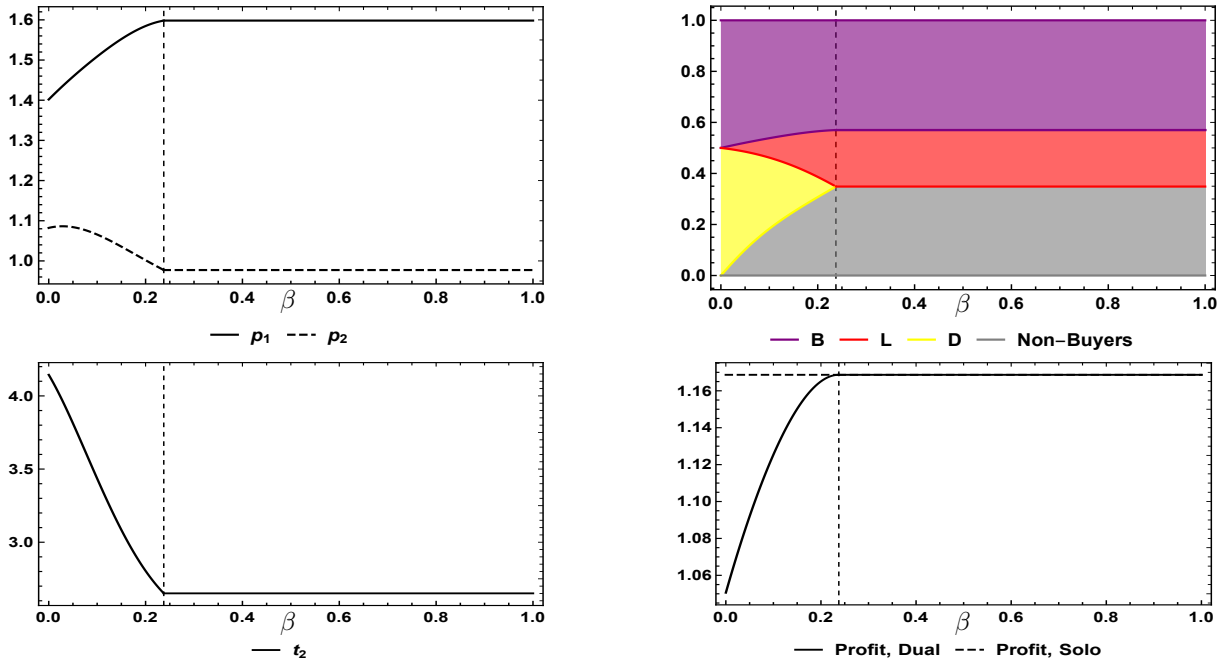 1.6
1.5
1.4
1.3
1.2
1.1
1.0
0.0 0.2 0.4 0.6 0.8 1.0
β
p₁ p₂
1.0
0.8
0.6
0.4
0.2
0.0
0.0 0.2 0.4 0.6 0.8 1.0
β
B L D Non−Buyers
4.0
3.5
3.0
0.0 0.2 0.4 0.6 0.8 1.0
β
t₂
1.16
1.14
1.12
1.10
1.08
1.06
0.0 0.2 0.4 0.6 0.8 1.0
β
Profit, Dual Profit, Solo